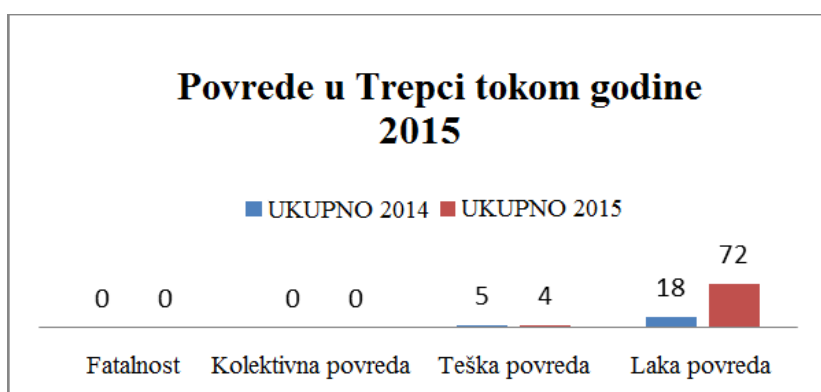 Povrede u Trepci tokom godine
2015
UKUPNO 2014 UKUPNO 2015
0 0 0 0 5 4 18 72
Fatalnost Kolektivna povreda Teška povreda Laka povreda